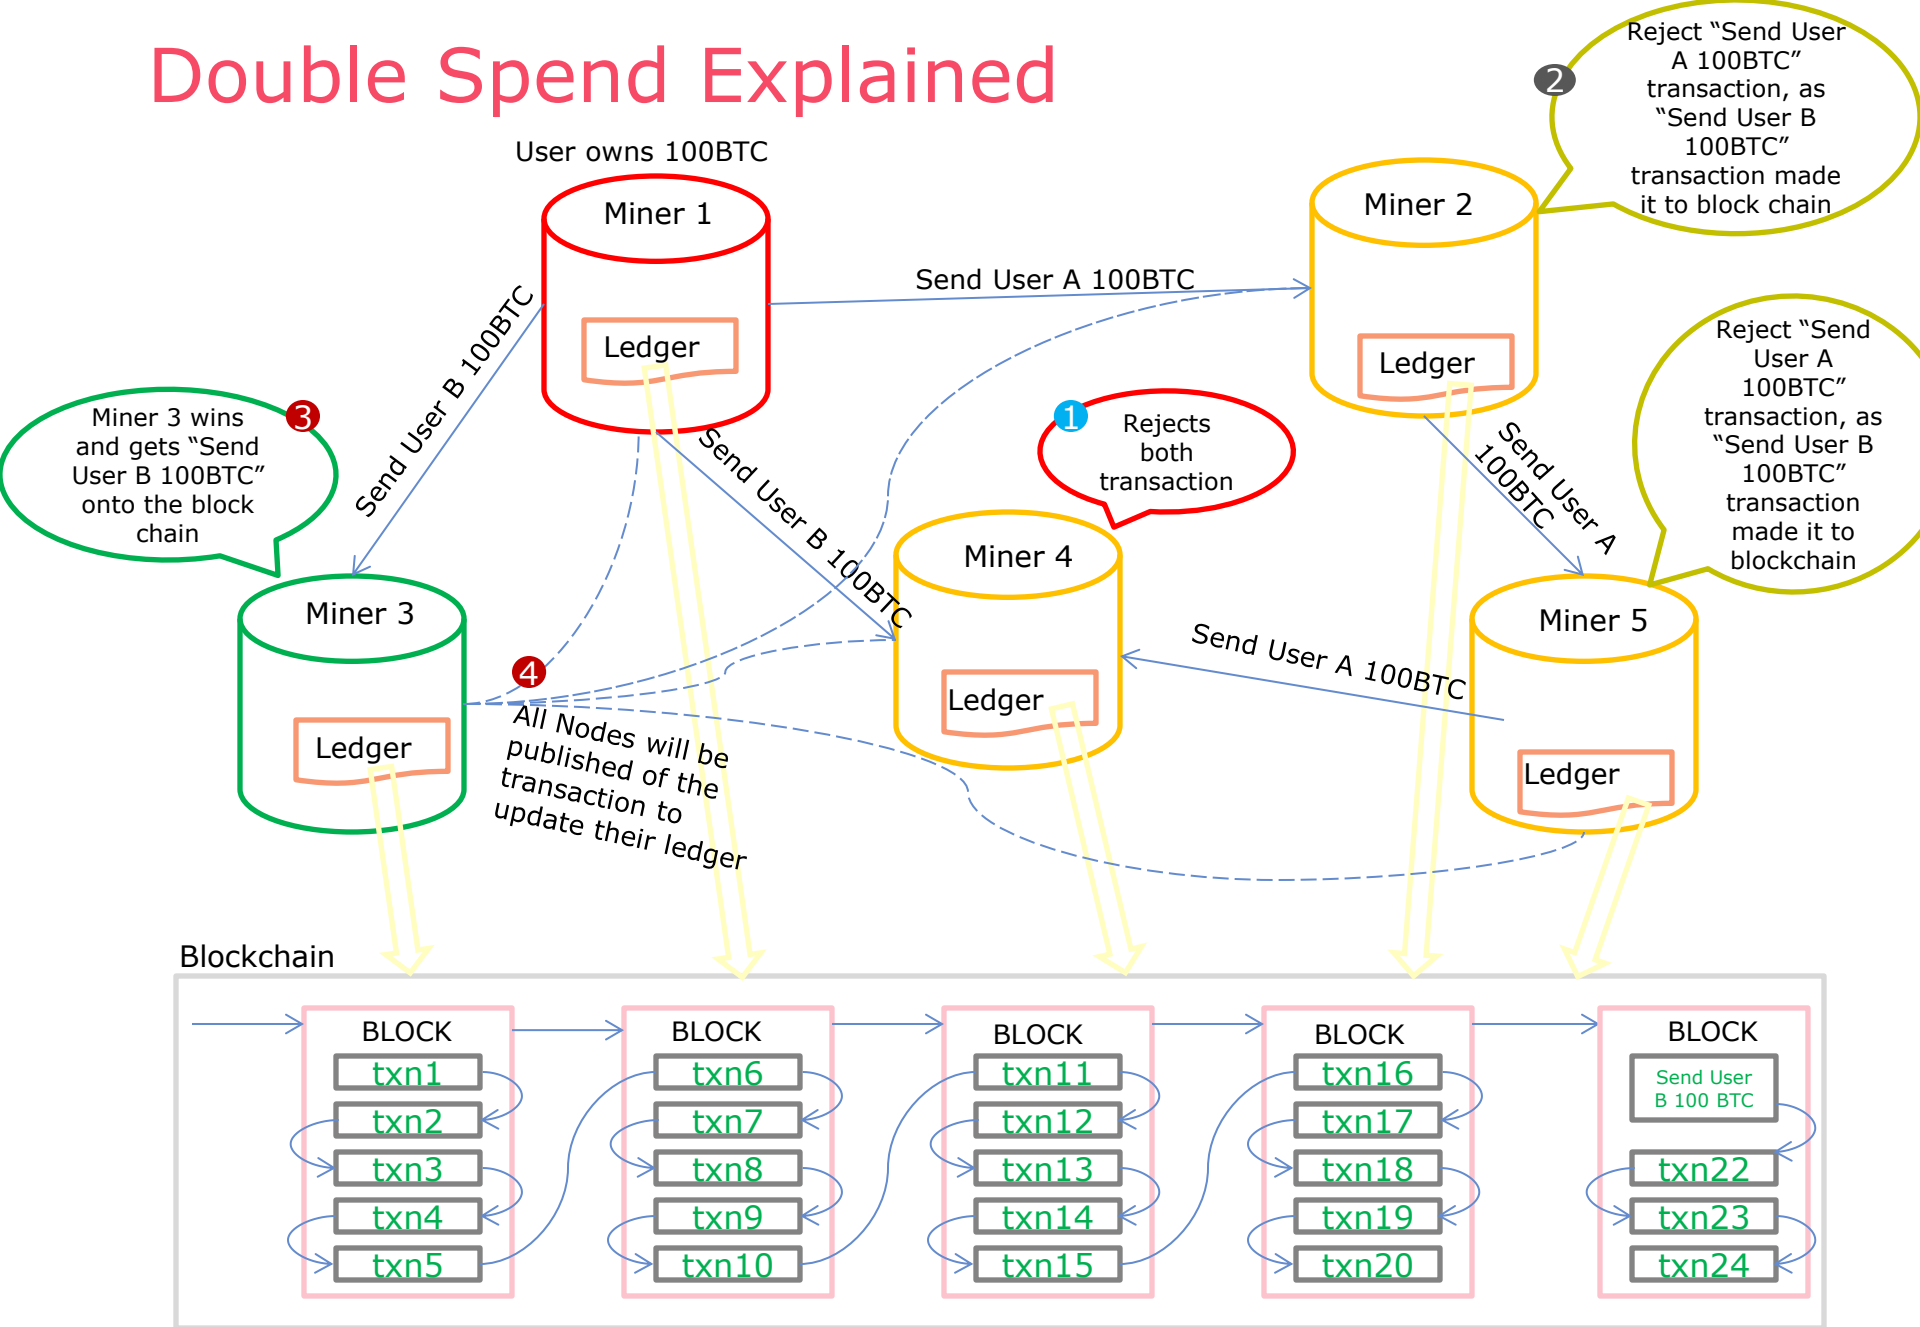 Double Spend Explained
User owns 100BTC
Miner 1
Ledger
Send User A 100BTC
Send User B 100BTC
Send User B 100BTC
Miner 2
Ledger
2
Reject “Send User
A 100BTC”
transaction, as
“Send User B
100BTC”
transaction made
it to block chain
Send User A
100BTC
Reject “Send
User A
100BTC”
transaction, as
“Send User B
100BTC”
transaction
made it to
blockchain
3
Miner 3 wins
and gets “Send
User B 100BTC”
onto the block
chain
1
Rejects
both
transaction
Miner 3
Ledger
Miner 4
Ledger
Send User A 100BTC
Miner 5
Ledger
4
All Nodes will be
published of the
transaction to
update their ledger
Blockchain
BLOCK
txn1
txn2
txn3
txn4
txn5
BLOCK
txn6
txn7
txn8
txn9
txn10
BLOCK
txn11
txn12
txn13
txn14
txn15
BLOCK
txn16
txn17
txn18
txn19
txn20
BLOCK
Send User
B 100 BTC
txn22
txn23
txn24